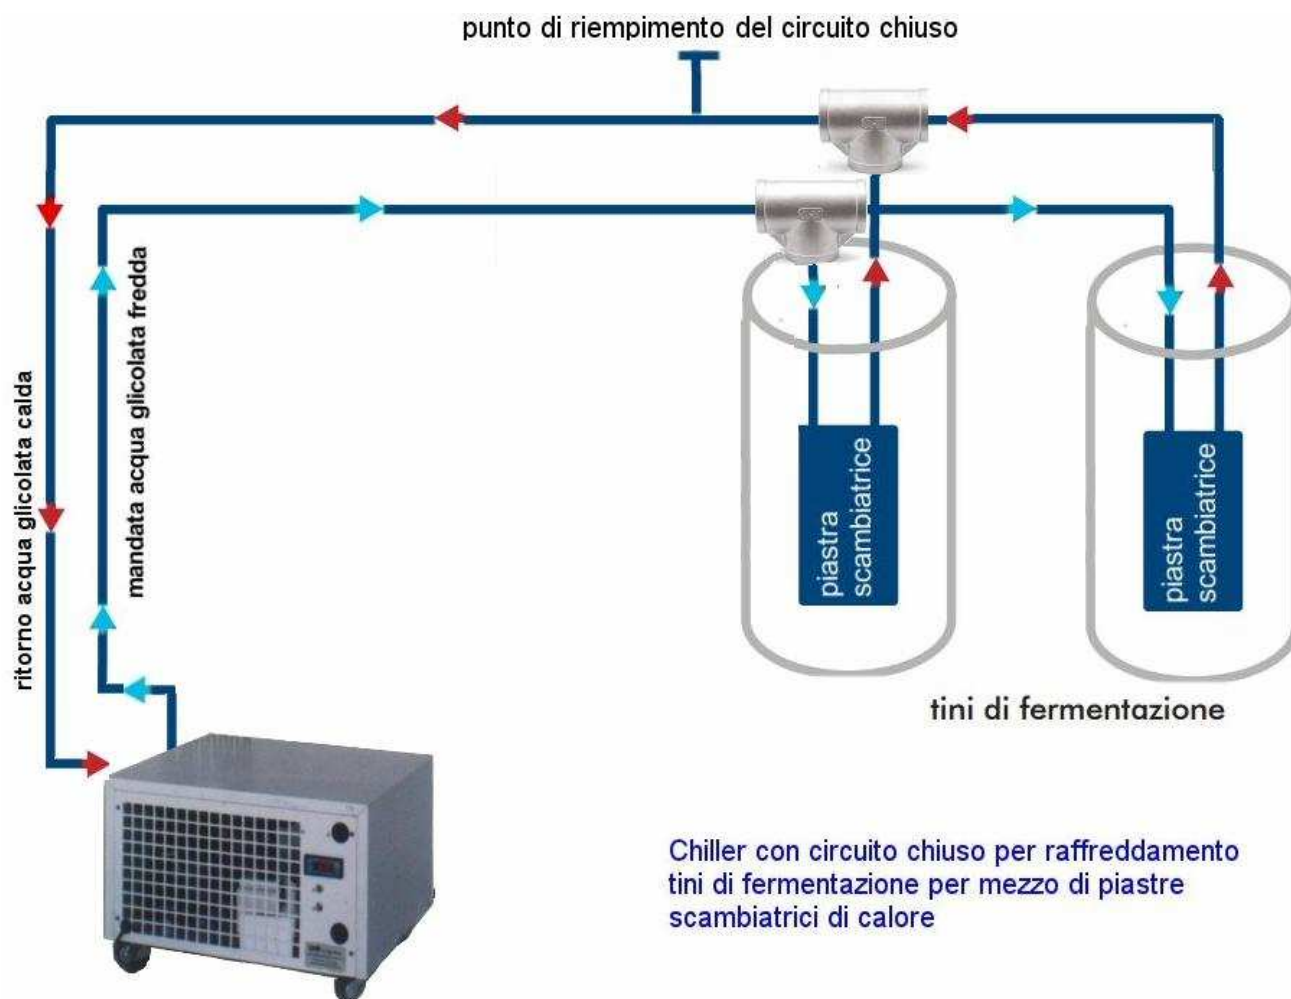 punto di riempimento del circuito chiuso
ritorno acqua glicolata calda
mandata acqua glicolata fredda
piastra
scambiatrice
piastra
scambiatrice
tini di fermentazione
Chiller con circuito chiuso per raffreddamento
tini di fermentazione per mezzo di piastre
scambiatrici di calore